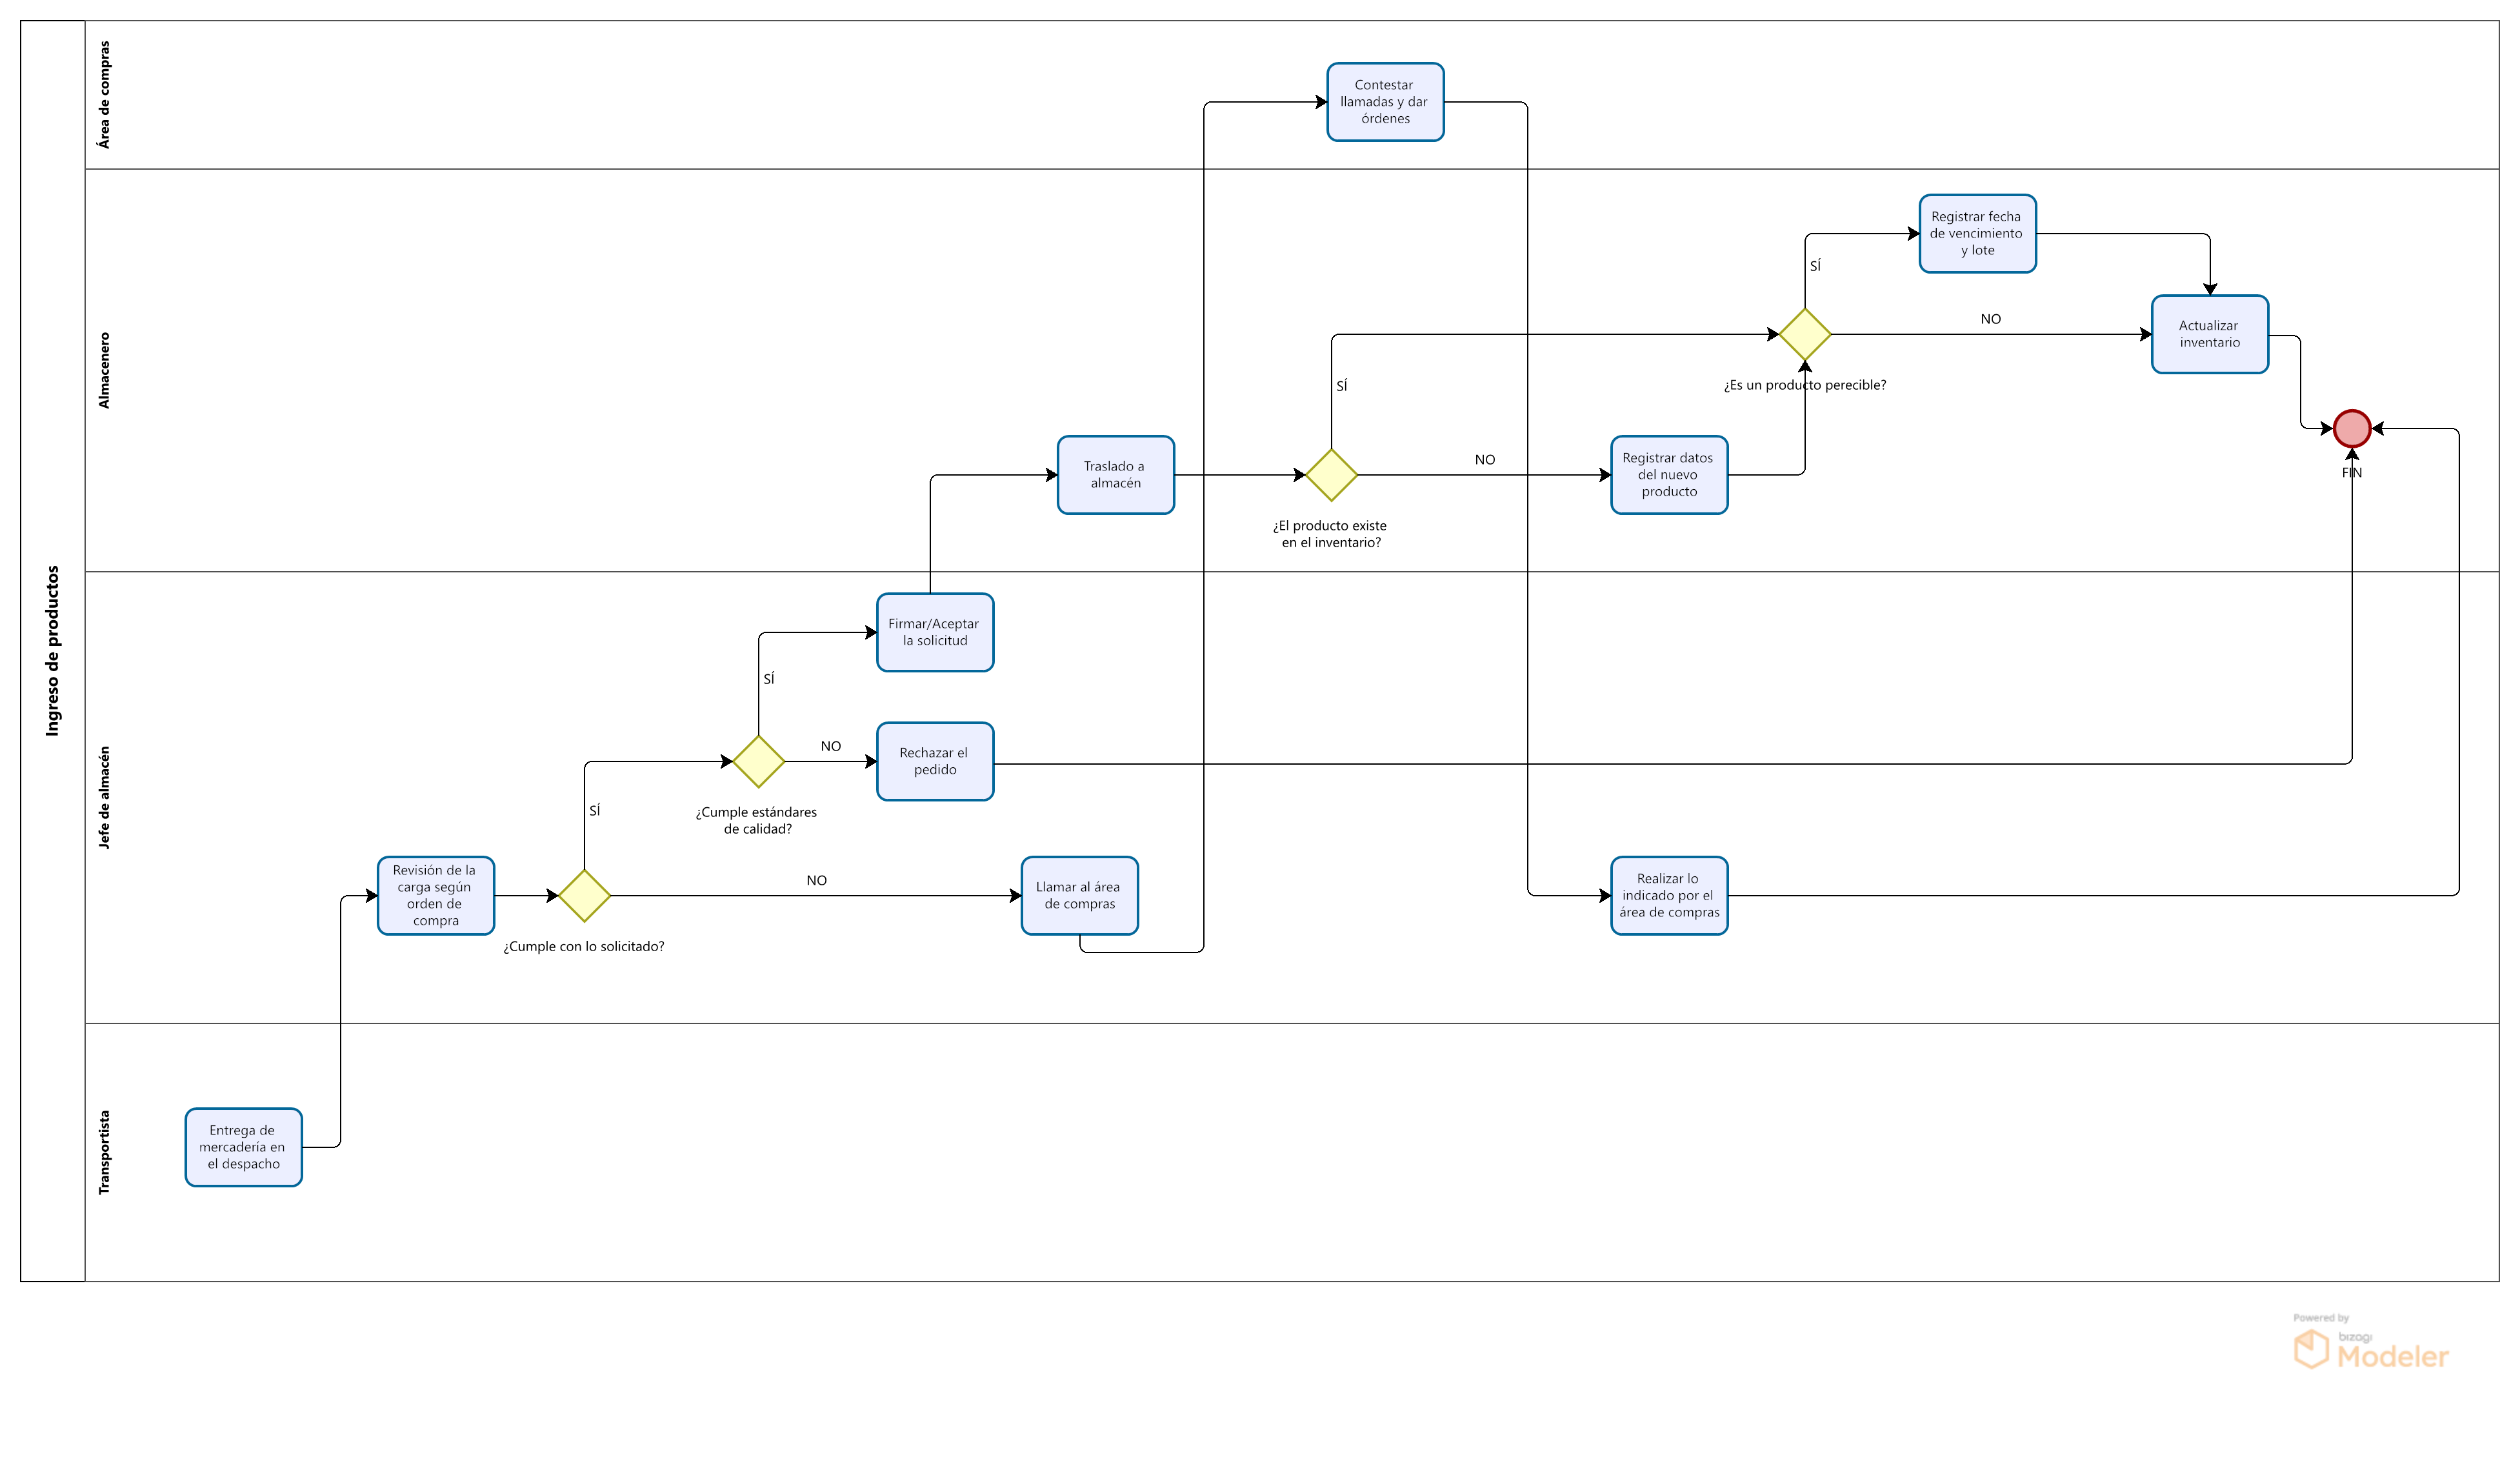 Ingreso de productos
Área de compras
Contestar
llamadas y dar
órdenes
Almacenero
Registrar fecha
de vencimiento
y lote
SÍ
NO
Actualizar
inventario
¿Es un producto perecible?
SÍ
Traslado a
almacén
NO
Registrar datos
del nuevo
producto
FIN
¿El producto existe
en el inventario?
Jefe de almacén
Firmar/Aceptar
la solicitud
SÍ
NO
Rechazar el
pedido
¿Cumple estándares
de calidad?
SÍ
Revisión de la
carga según
orden de
compra
NO
Llamar al área
de compras
Realizar lo
indicado por el
área de compras
¿Cumple con lo solicitado?
Transportista
Entrega de
mercadería en
el despacho
Powered by
bizagi
Modeler